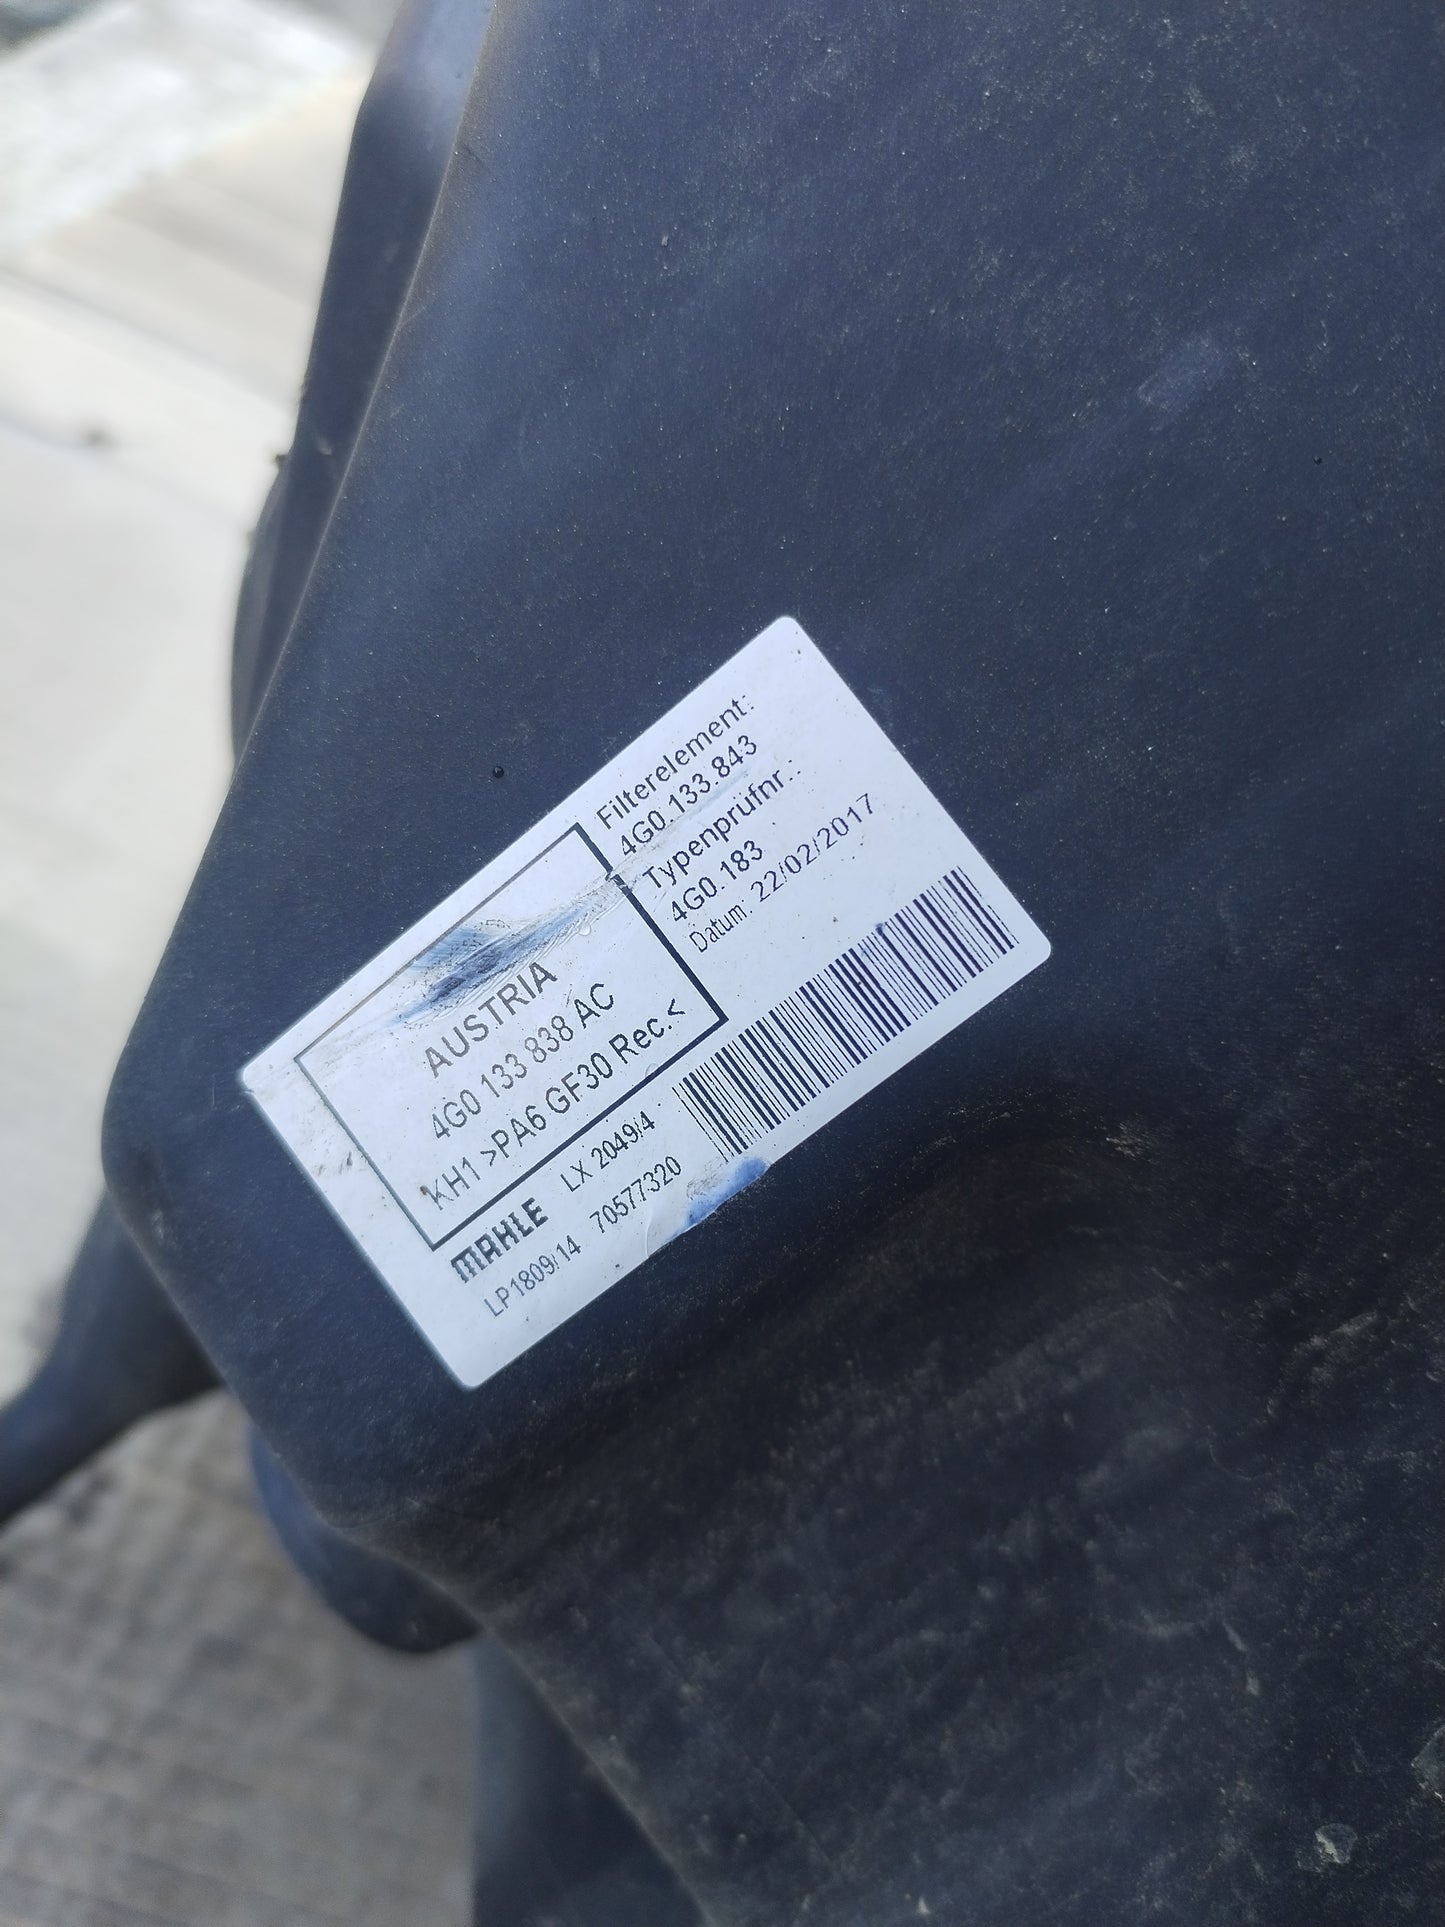 Filterelement:
4G0.133.843
Typenprüfnr.:
4G0.183
Datum: 22/02/2017
AUSTRIA
4G0 133 838 AC
KH1 >PA6 GF30 Rec.<
MAHLE LX 2049/4
LP1809/14 70577320